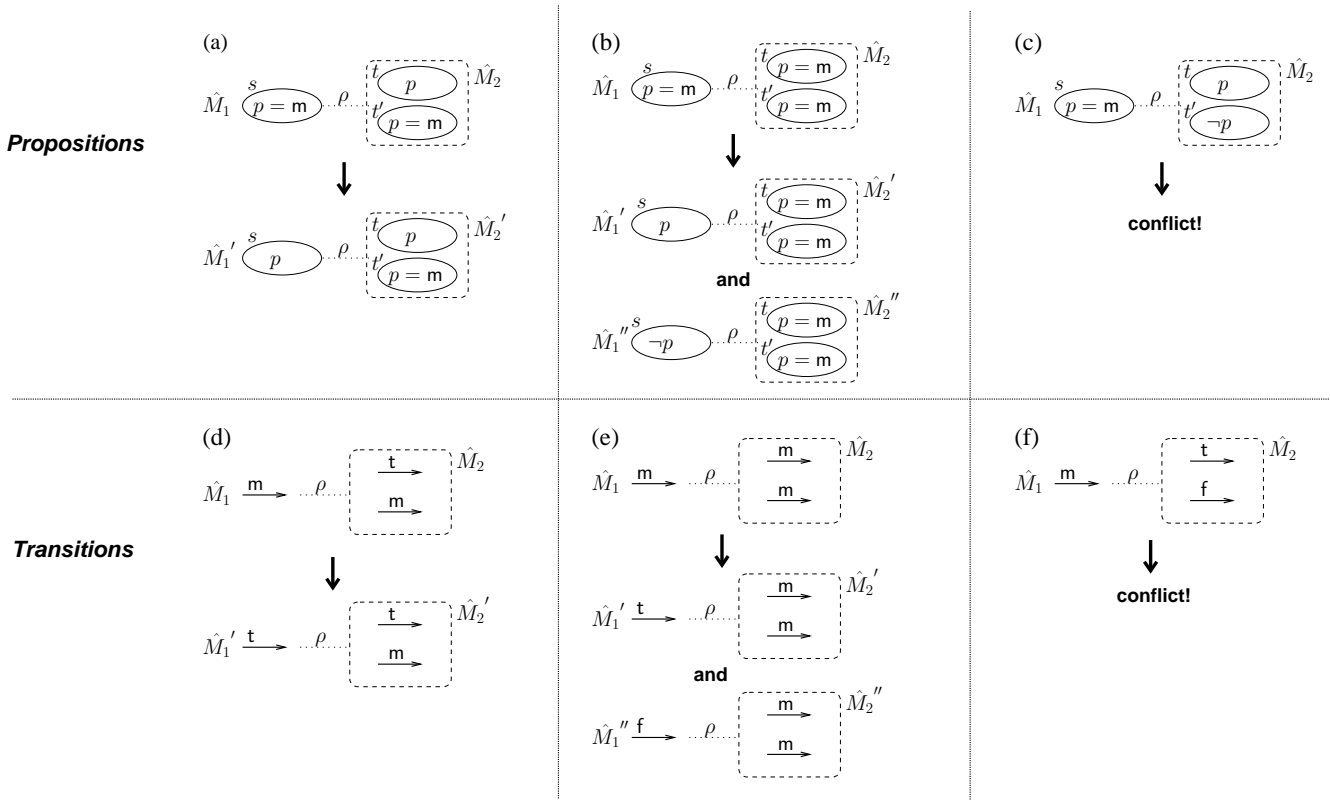 Propositions
(a)
M̂₁ s p = m ρ t p M̂₂
t′ p = m
M̂₁′ s p ρ t p M̂₂′
t′ p = m
(b)
M̂₁ s p = m ρ t p = m M̂₂
t′ p = m
M̂₁′ s p ρ t p = m M̂₂′
t′ p = m
and
M̂₁″ s ¬p ρ t p = m M̂₂″
t′ p = m
(c)
M̂₁ s p = m ρ t p M̂₂
t′ ¬p
conflict!
Transitions
(d)
M̂₁ m ρ t M̂₂
m
M̂₁′ t ρ t M̂₂′
m
(e)
M̂₁ m ρ m M̂₂
m
M̂₁′ t ρ m M̂₂′
m
and
M̂₁″ f ρ m M̂₂″
m
(f)
M̂₁ m ρ t M̂₂
f
conflict!